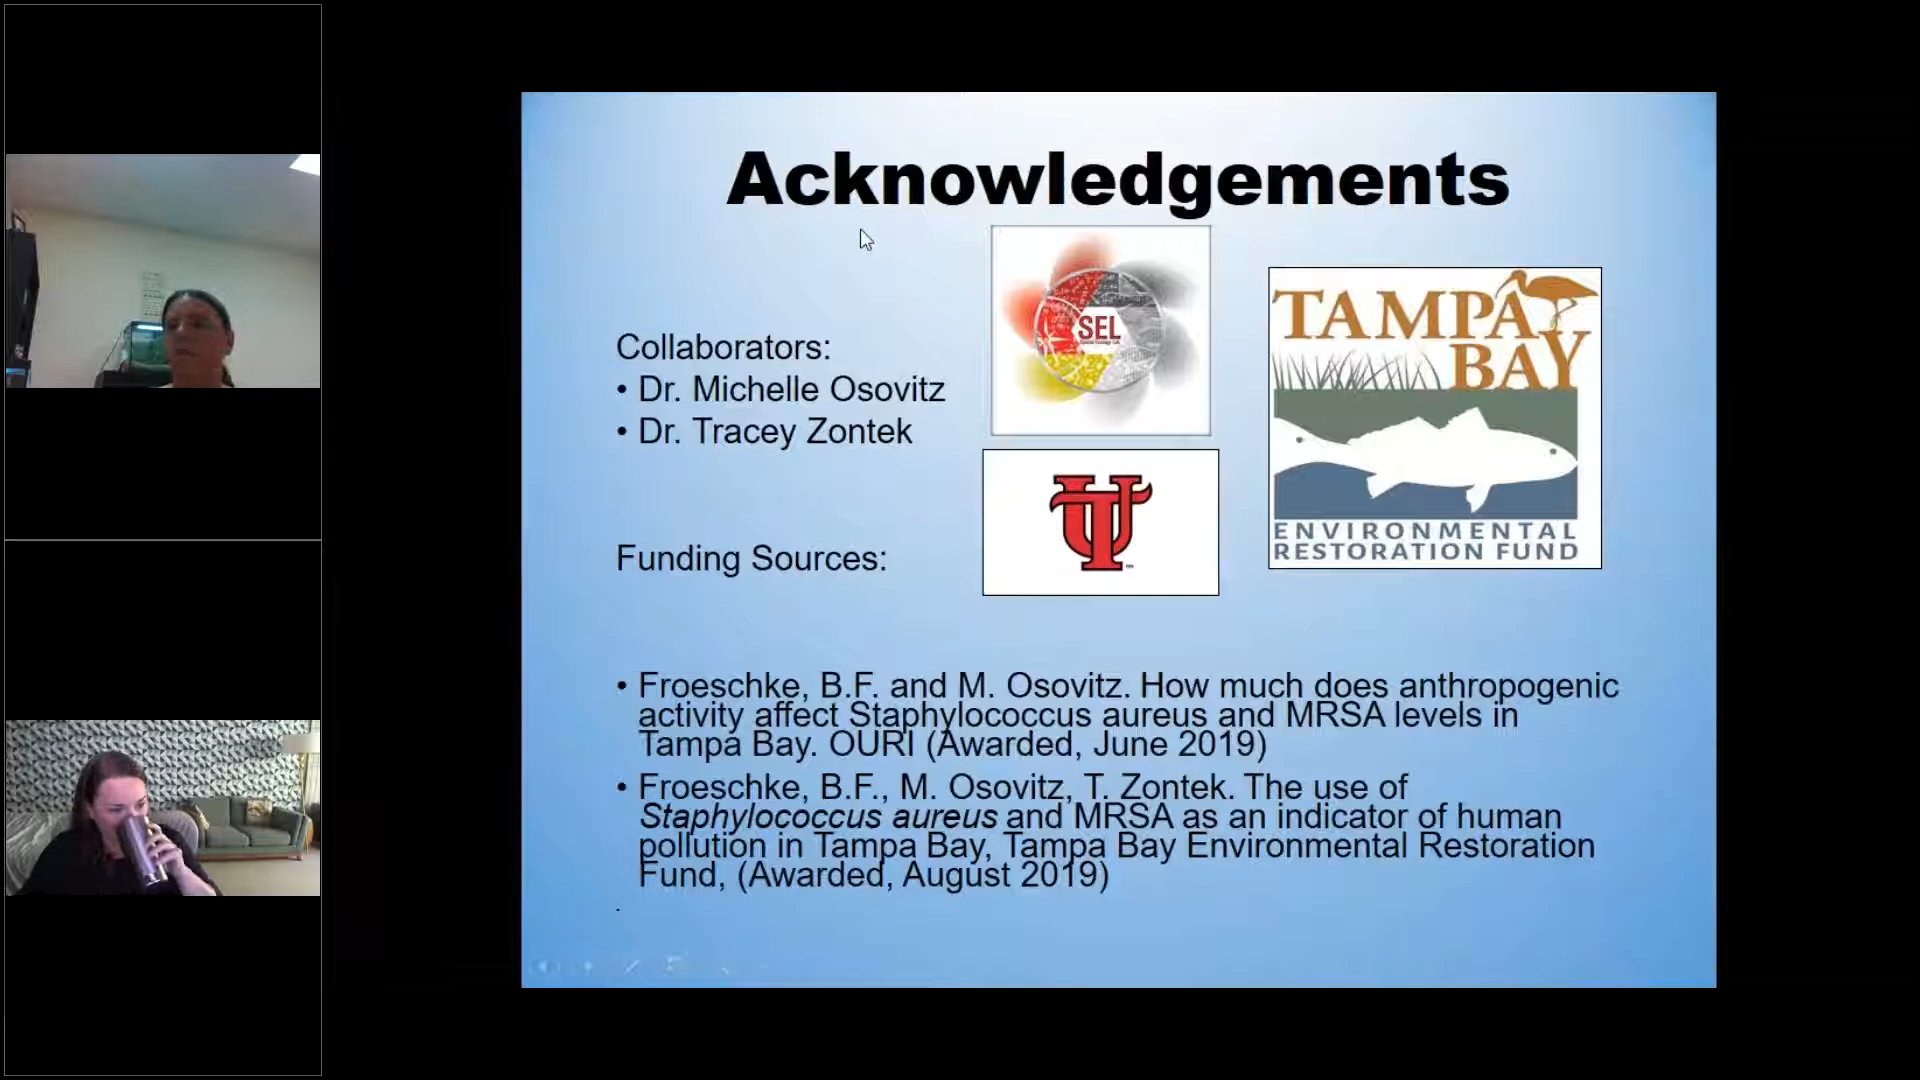 Acknowledgements
SEL
TAMPA
BAY
ENVIRONMENTAL
RESTORATION FUND
Collaborators:
• Dr. Michelle Osovitz
• Dr. Tracey Zontek
UT
Funding Sources:
• Froeschke, B.F. and M. Osovitz. How much does anthropogenic
activity affect Staphylococcus aureus and MRSA levels in
Tampa Bay. OURI (Awarded, June 2019)
• Froeschke, B.F., M. Osovitz, T. Zontek. The use of
Staphylococcus aureus and MRSA as an indicator of human
pollution in Tampa Bay, Tampa Bay Environmental Restoration
Fund, (Awarded, August 2019)
.